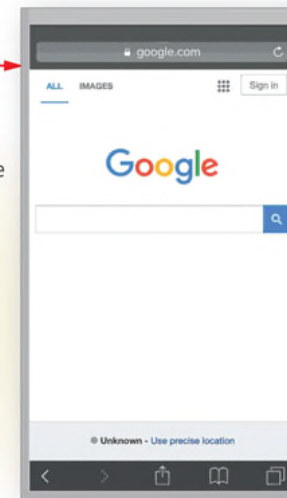 google.com
ALL IMAGES Sign in
e
Google
Unknown - Use precise location